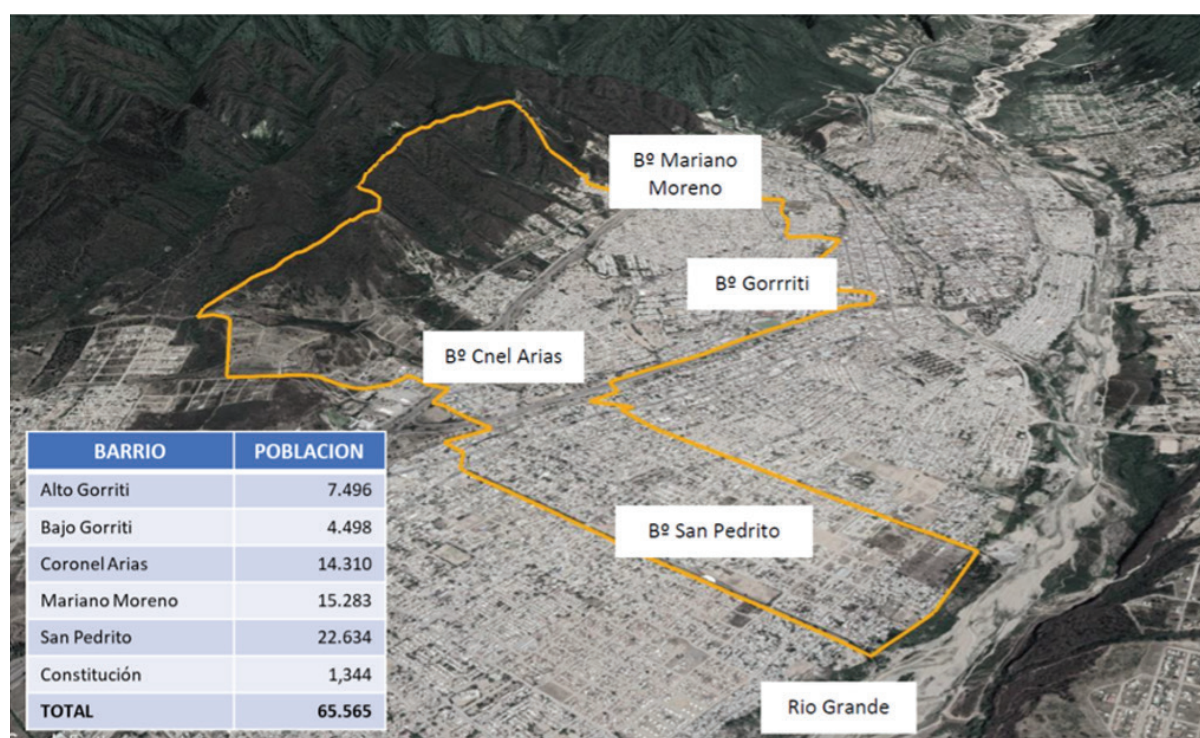 Bº Mariano
Moreno
Bº Gorrriti
Bº Cnel Arias
BARRIO POBLACION
Alto Gorriti 7.496
Bajo Gorriti 4.498
Coronel Arias 14.310
Mariano Moreno 15.283
San Pedrito 22.634
Constitución 1,344
TOTAL 65.565
Bº San Pedrito
Rio Grande